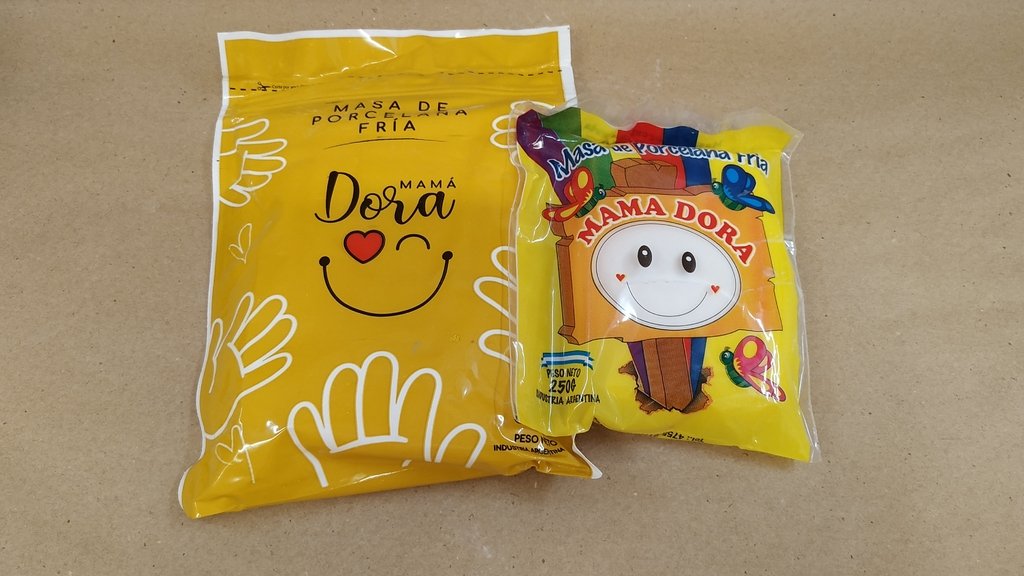 MASA DE
PORCELANA
FRÍA
MAMÁ
Dora
PESO NETO
INDUSTRIA ARGENTINA
Masa de Porcelana Fría
MAMA DORA
PESO NETO
250G
INDUSTRIA ARGENTINA